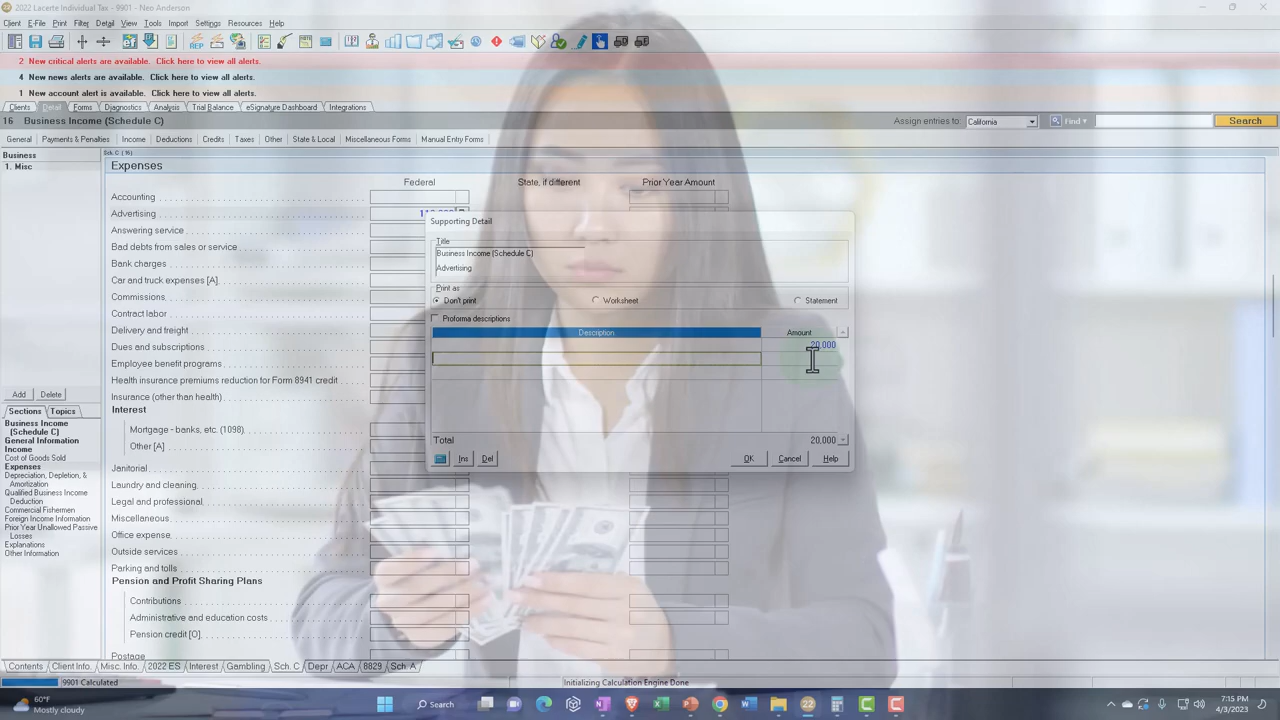 2022 Lacerte Individual Tax - 9901 - Neo Anderson
Client E-File Print Filter Detail View Tools Import Settings Resources Help
2 New critical alerts are available. Click here to view all alerts.
4 New news alerts are available. Click here to view all alerts.
1 New account alert is available. Click here to view all alerts.
Clients Detail Forms Diagnostics Analysis Trial Balance eSignature Dashboard Integrations
16 Business Income (Schedule C) Assign entries to: California Find Search
General Payments & Penalties Income Deductions Credits Taxes Other State & Local Miscellaneous Forms Manual Entry Forms
Business
1. Misc
Add Delete
Sections Topics
Business Income
(Schedule C)
General Information
Income
Cost of Goods Sold
Expenses
Depreciation, Depletion, &
Amortization
Qualified Business Income
Deduction
Commercial Fishermen
Foreign Income Information
Prior Year Unallowed Passive
Losses
Explanations
Other Information
Sch. C (16)
Expenses
Federal State, if different Prior Year Amount
Accounting
Advertising
Answering service
Bad debts from sales or service
Bank charges
Car and truck expenses [A]
Commissions
Contract labor
Delivery and freight
Dues and subscriptions
Employee benefit programs
Health insurance premiums reduction for Form 8941 credit
Insurance (other than health)
Interest
Mortgage - banks, etc. (1098)
Other [A]
Janitorial
Laundry and cleaning
Legal and professional
Miscellaneous
Office expense
Outside services
Parking and tolls
Pension and Profit Sharing Plans
Contributions
Administrative and education costs
Pension credit [O]
Postage
Supporting Detail
Title
Business Income (Schedule C)
Advertising
Print as
Don't print Worksheet Statement
Proforma descriptions
Description Amount
20,000
Total 20,000
Ins Del OK Cancel Help
Contents Client Info. Misc. Info. 2022 ES Interest Gambling Sch. C Depr ACA 8829 Sch. A
9901 Calculated Initializing Calculation Engine Done
60°F
Mostly cloudy
Search
22
7:15 PM
4/3/2023